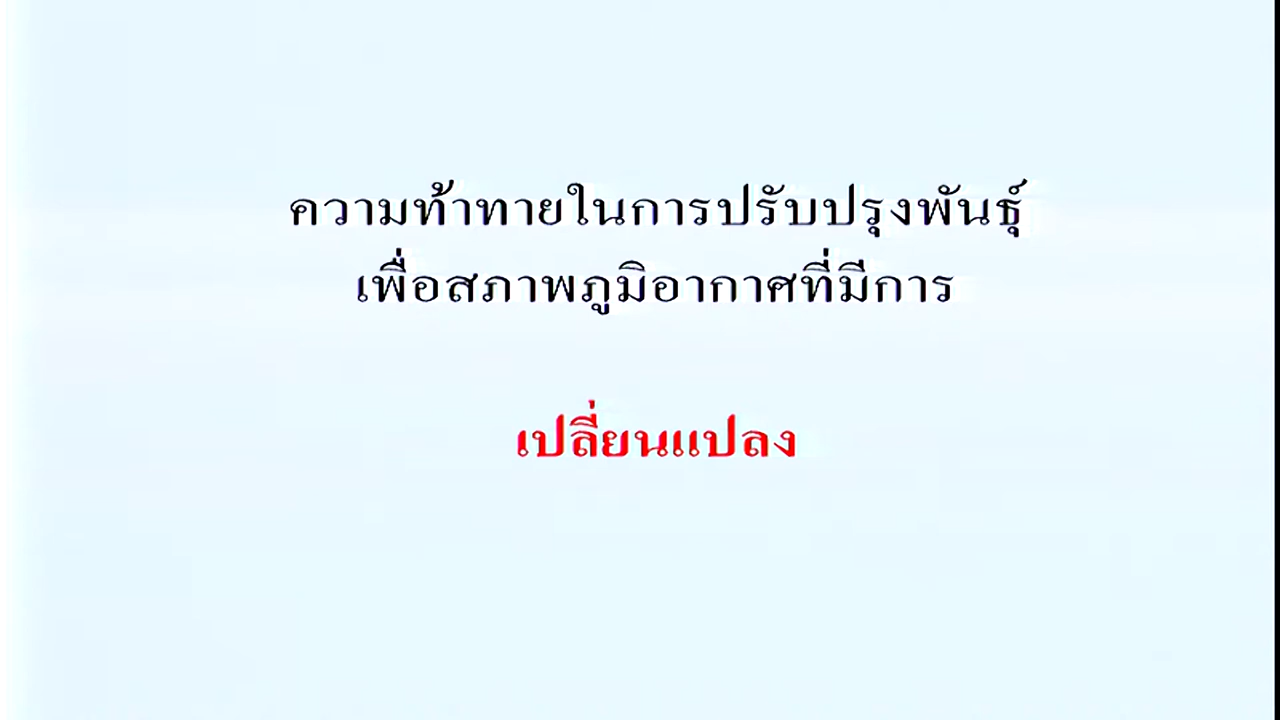 ความท้าทายในการปรับปรุงพันธุ์
เพื่อสภาพภูมิอากาศที่มีการ
เปลี่ยนแปลง